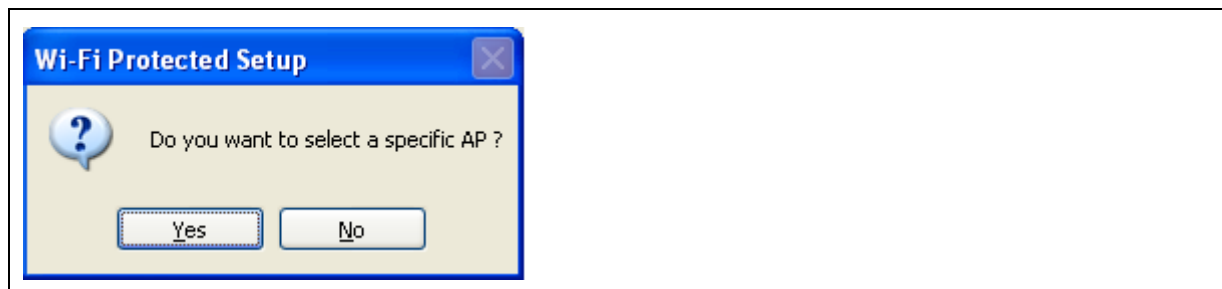 Wi-Fi Protected Setup
Do you want to select a specific AP ?
Yes
No